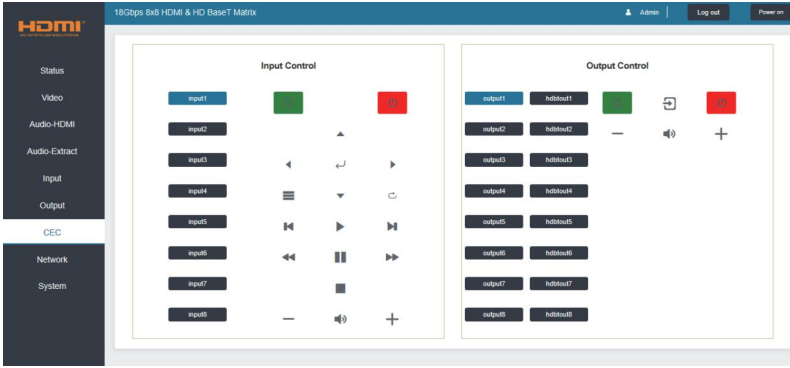 18Gbps 8x8 HDMI & HD BaseT Matrix
Admin
Log out
Power on
HDMI
Status
Video
Audio-HDMI
Audio-Extract
Input
Output
CEC
Network
System
Input Control
input1
input2
input3
input4
input5
input6
input7
input8
Output Control
output1 hdbtout1
output2 hdbtout2
output3 hdbtout3
output4 hdbtout4
output5 hdbtout5
output6 hdbtout6
output7 hdbtout7
output8 hdbtout8